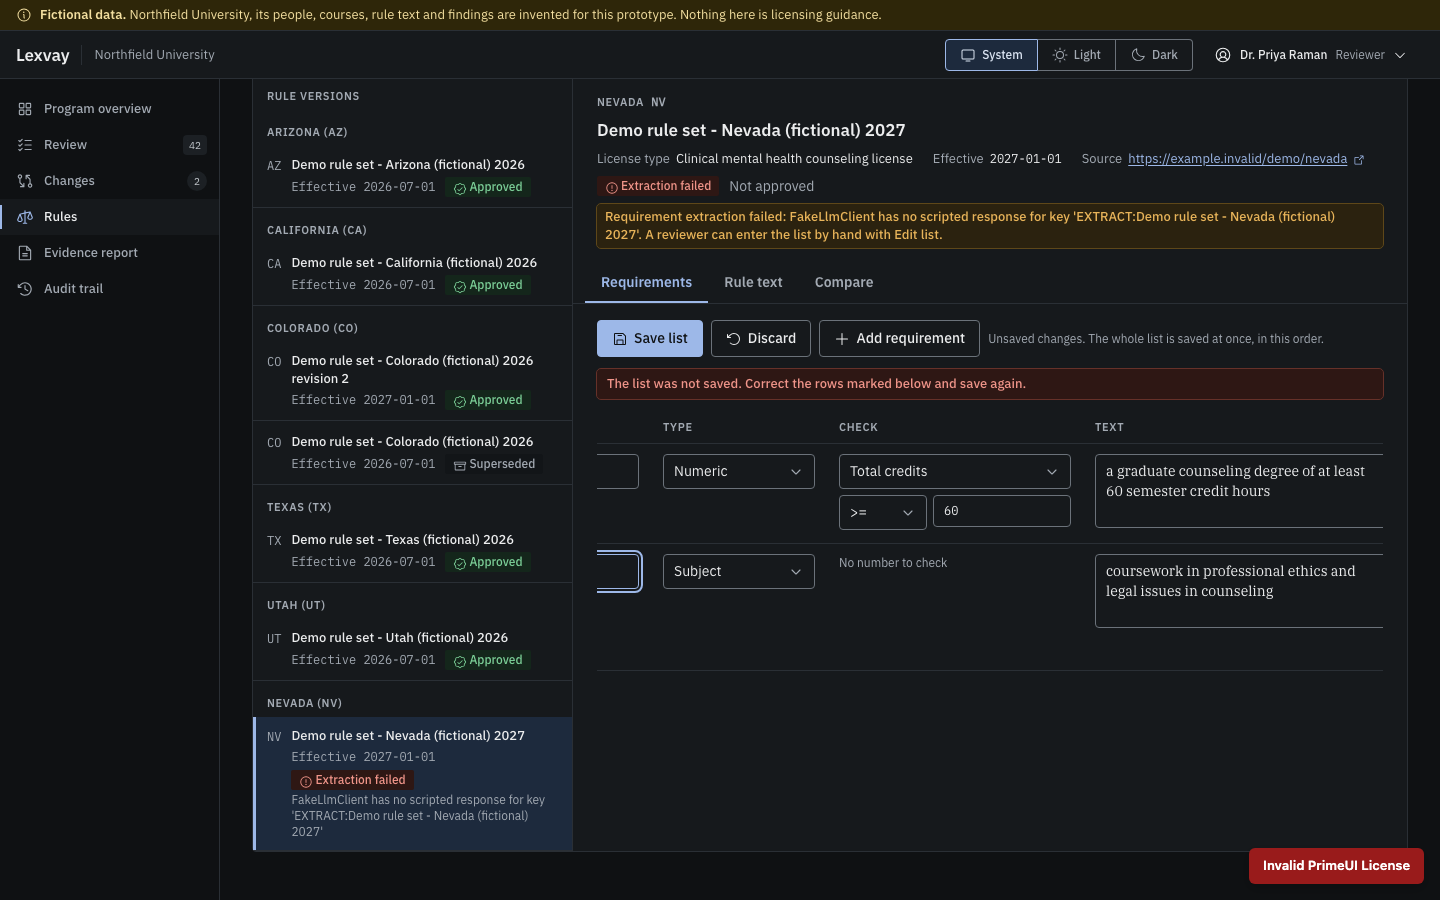 Fictional data. Northfield University, its people, courses, rule text and findings are invented for this prototype. Nothing here is licensing guidance.
Lexvay
Northfield University
System
Light
Dark
Dr. Priya Raman Reviewer
Program overview
Review 42
Changes 2
Rules
Evidence report
Audit trail
RULE VERSIONS
ARIZONA (AZ)
AZ Demo rule set - Arizona (fictional) 2026
Effective 2026-07-01 Approved
CALIFORNIA (CA)
CA Demo rule set - California (fictional) 2026
Effective 2026-07-01 Approved
COLORADO (CO)
CO Demo rule set - Colorado (fictional) 2026
revision 2
Effective 2027-01-01 Approved
CO Demo rule set - Colorado (fictional) 2026
Effective 2026-07-01 Superseded
TEXAS (TX)
TX Demo rule set - Texas (fictional) 2026
Effective 2026-07-01 Approved
UTAH (UT)
UT Demo rule set - Utah (fictional) 2026
Effective 2026-07-01 Approved
NEVADA (NV)
NV Demo rule set - Nevada (fictional) 2027
Effective 2027-01-01
Extraction failed
FakeLlmClient has no scripted response for key
'EXTRACT:Demo rule set - Nevada (fictional)
2027'
NEVADA NV
Demo rule set - Nevada (fictional) 2027
License type Clinical mental health counseling license Effective 2027-01-01 Source https://example.invalid/demo/nevada
Extraction failed Not approved
Requirement extraction failed: FakeLlmClient has no scripted response for key 'EXTRACT:Demo rule set - Nevada (fictional)
2027'. A reviewer can enter the list by hand with Edit list.
Requirements Rule text Compare
Save list Discard Add requirement Unsaved changes. The whole list is saved at once, in this order.
The list was not saved. Correct the rows marked below and save again.
TYPE CHECK TEXT
Numeric Total credits a graduate counseling degree of at least
60 semester credit hours
>= 60
Subject No number to check coursework in professional ethics and
legal issues in counseling
Invalid PrimeUI License